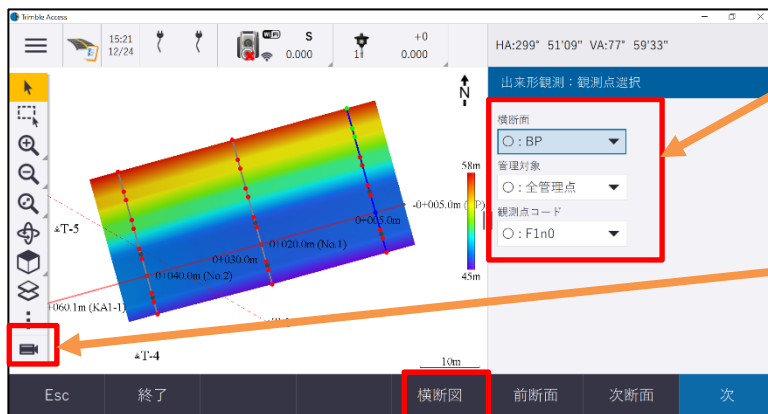 Trimble Access
15:21
12/24
WiFi
S
0.000
1
+0
0.000
HA:299° 51'09" VA:77° 59'33"
出来形観測：観測点選択
横断面
○：BP
管理対象
○：全管理点
観測点コード
○：F1n0
N
58m
45m
-0+005.0m
P)
0+005.0m
0+020.0m (No.1)
0+030.0m
0+040.0m (No.2)
+060.1m (KA1-1)
T-5
T-4
10m
Esc
終了
横断図
前断面
次断面
次